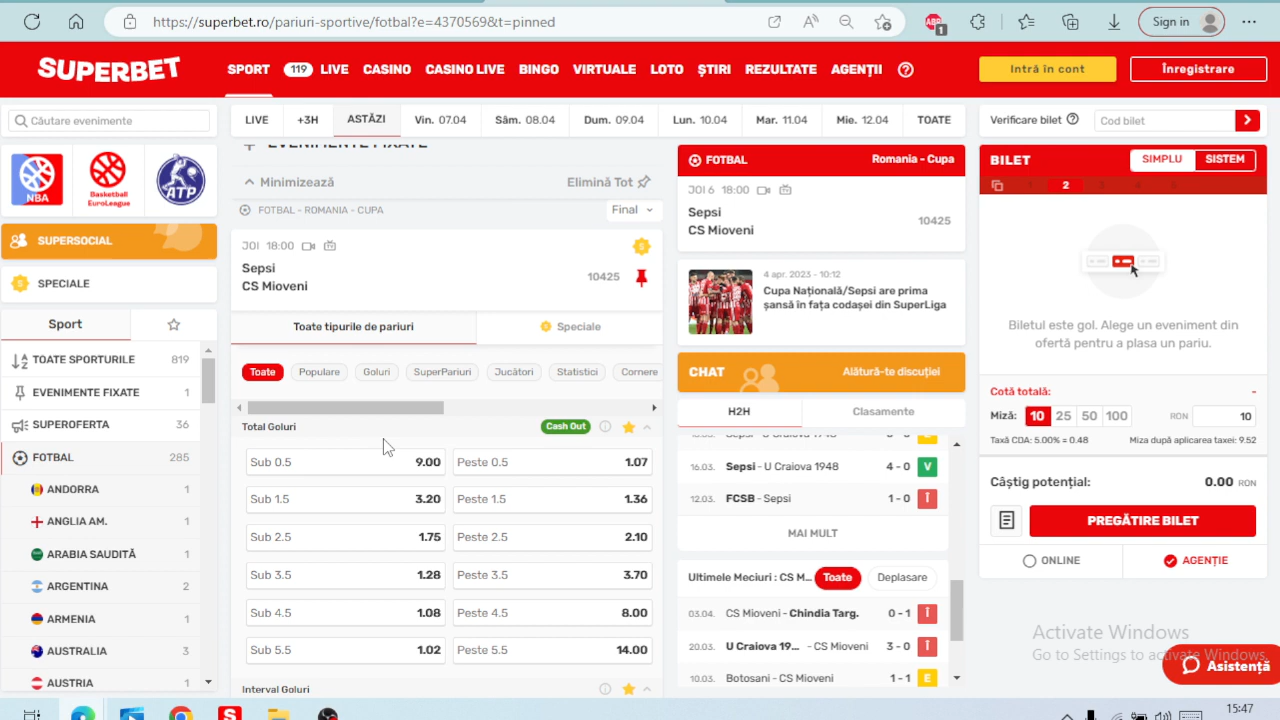 https://superbet.ro/pariuri-sportive/fotbal?e=4370569&t=pinned
A
ABP
1
Sign in
SUPERBET
SPORT
119 LIVE
CASINO
CASINO LIVE
BINGO
VIRTUALE
LOTO
ȘTIRI
REZULTATE
AGENȚII
Intră în cont
Înregistrare
Căutare evenimente
LIVE
+3H
ASTĂZI
Vin. 07.04
Sâm. 08.04
Dum. 09.04
Lun. 10.04
Mar. 11.04
Mie. 12.04
TOATE
Verificare bilet
Cod bilet
NBA
Basketball
EuroLeague
ATP
SUPERSOCIAL
SPECIALE
Sport
TOATE SPORTURILE 819
EVENIMENTE FIXATE 1
SUPEROFERTA 36
FOTBAL 285
ANDORRA 1
ANGLIA AM. 1
ARABIA SAUDITĂ 1
ARGENTINA 2
ARMENIA 1
AUSTRALIA 3
AUSTRIA 1
EVENIMENTE FIXATE
Minimizează
Elimină Tot
FOTBAL - ROMANIA - CUPA
Final
JOI 18:00
Sepsi
CS Mioveni
10425
Toate tipurile de pariuri
Speciale
Toate
Populare
Goluri
SuperPariuri
Jucători
Statistici
Cornere
Total Goluri
Cash Out
Sub 0.5 9.00 Peste 0.5 1.07
Sub 1.5 3.20 Peste 1.5 1.36
Sub 2.5 1.75 Peste 2.5 2.10
Sub 3.5 1.28 Peste 3.5 3.70
Sub 4.5 1.08 Peste 4.5 8.00
Sub 5.5 1.02 Peste 5.5 14.00
Interval Goluri
FOTBAL
Romania - Cupa
JOI 6 18:00
Sepsi
CS Mioveni
10425
4 apr. 2023 - 10:12
Cupa Națională/Sepsi are prima
șansă în fața codașei din SuperLiga
CHAT
Alătură-te discuției
H2H
Clasamente
16.03. Sepsi - U Craiova 1948 4 - 0 V
12.03. FCSB - Sepsi 1 - 0 Î
MAI MULT
Ultimele Meciuri : CS M...
Toate
Deplasare
03.04. CS Mioveni - Chindia Targ. 0 - 1 Î
20.03. U Craiova 19... - CS Mioveni 3 - 0 Î
10.03. Botosani - CS Mioveni 1 - 1 E
BILET
SIMPLU
SISTEM
1 2 3 4 5
Biletul este gol. Alege un eveniment din
ofertă pentru a plasa un pariu.
Cotă totală: -
Miză: 10 25 50 100 RON 10
Taxă CDA: 5.00% = 0.48
Miza după aplicarea taxei: 9.52
Câștig potențial: 0.00 RON
PREGĂTIRE BILET
ONLINE
AGENȚIE
Activate Windows
Go to Settings to activate Windows.
Asistență
S
15:47